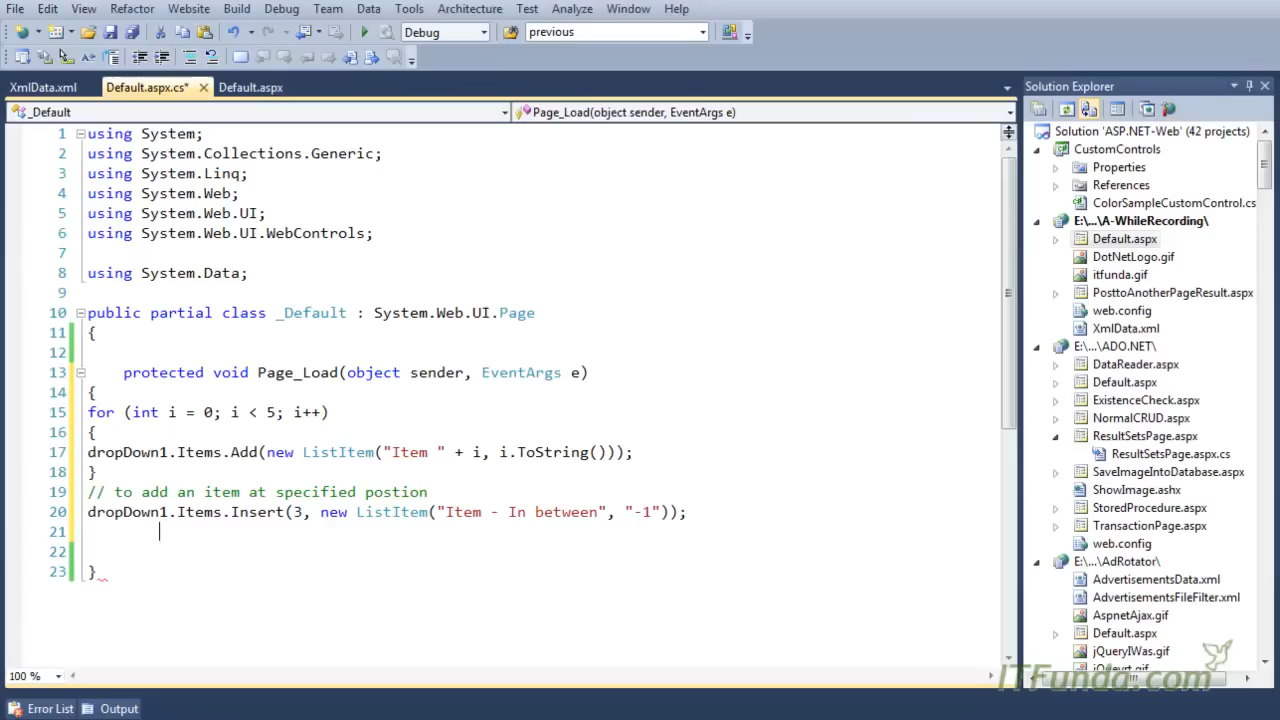 File Edit View Refactor Website Build Debug Team Data Tools Architecture Test Analyze Window Help
Debug previous
XmlData.xml Default.aspx.cs* Default.aspx
_Default Page_Load(object sender, EventArgs e)
1 using System;
2 using System.Collections.Generic;
3 using System.Linq;
4 using System.Web;
5 using System.Web.UI;
6 using System.Web.UI.WebControls;
7
8 using System.Data;
9
10 public partial class _Default : System.Web.UI.Page
11 {
12
13 protected void Page_Load(object sender, EventArgs e)
14 {
15 for (int i = 0; i < 5; i++)
16 {
17 dropDown1.Items.Add(new ListItem("Item " + i, i.ToString()));
18 }
19 // to add an item at specified postion
20 dropDown1.Items.Insert(3, new ListItem("Item - In between", "-1"));
21
22
23 }
100 %
Error List Output
Solution Explorer
Solution 'ASP.NET-Web' (42 projects)
CustomControls
Properties
References
ColorSampleCustomControl.cs
E:\...\A-WhileRecording\
Default.aspx
DotNetLogo.gif
itfunda.gif
PosttoAnotherPageResult.aspx
web.config
XmlData.xml
E:\...\ADO.NET\
DataReader.aspx
Default.aspx
ExistenceCheck.aspx
NormalCRUD.aspx
ResultSetsPage.aspx
ResultSetsPage.aspx.cs
SaveImageIntoDatabase.aspx
ShowImage.ashx
StoredProcedure.aspx
TransactionPage.aspx
web.config
E:\...\AdRotator\
AdvertisementsData.xml
AdvertisementsFileFilter.xml
AspnetAjax.gif
Default.aspx
jQueryIWas.gif
ITFunda.com